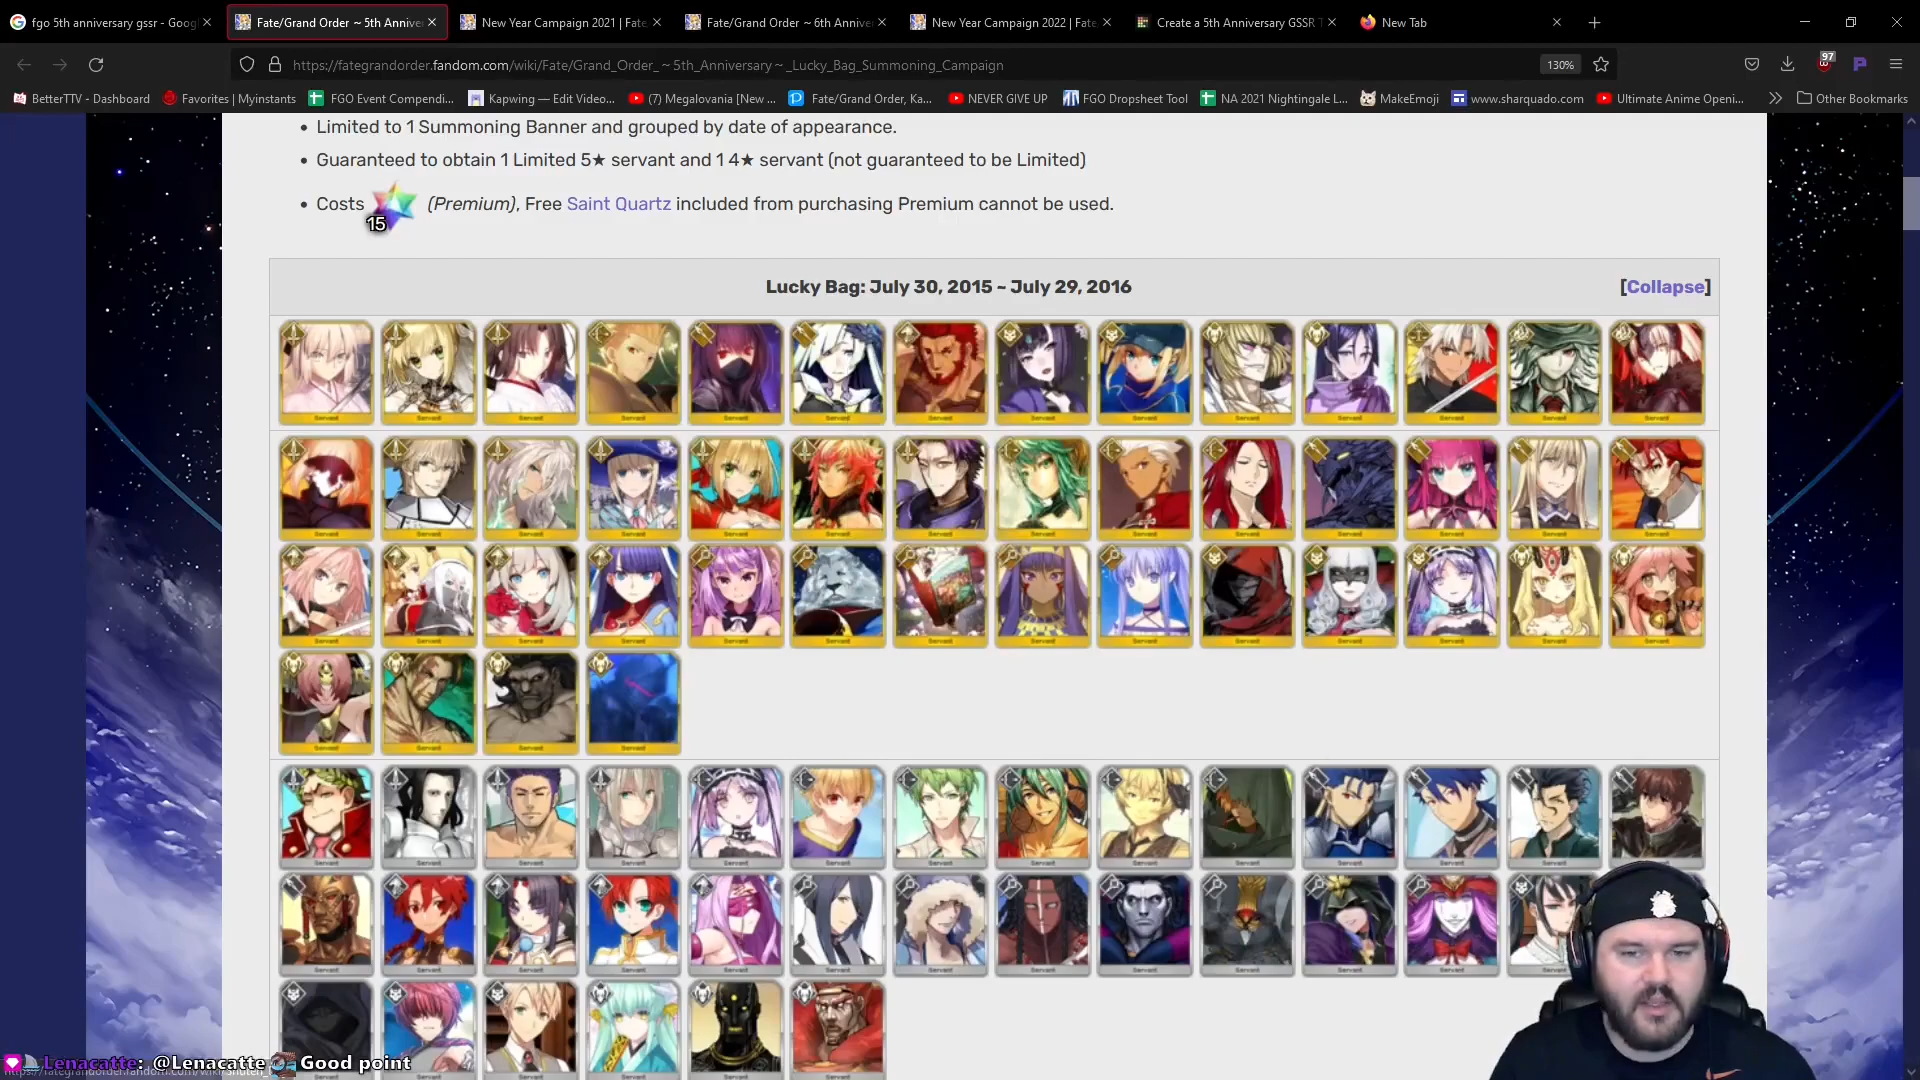 fgo 5th anniversary gssr - Goog
Fate/Grand Order ~ 5th Annive
New Year Campaign 2021 | Fate
Fate/Grand Order ~ 6th Annive
New Year Campaign 2022 | Fate
Create a 5th Anniversary GSSR T
New Tab
https://fategrandorder.fandom.com/wiki/Fate/Grand_Order_~5th_Anniversary~_Lucky_Bag_Summoning_Campaign
130%
97
BetterTTV - Dashboard
Favorites | Myinstants
FGO Event Compendi...
Kapwing — Edit Video...
(7) Megalovania [New ...
Fate/Grand Order, Ka...
NEVER GIVE UP
FGO Dropsheet Tool
NA 2021 Nightingale L...
MakeEmoji
www.sharquado.com
Ultimate Anime Openi...
Other Bookmarks
• Limited to 1 Summoning Banner and grouped by date of appearance.
• Guaranteed to obtain 1 Limited 5★ servant and 1 4★ servant (not guaranteed to be Limited)
• Costs 15 (Premium), Free Saint Quartz included from purchasing Premium cannot be used.
Lucky Bag: July 30, 2015 ~ July 29, 2016
[Collapse]
Lenacatte: @Lenacatte Good point